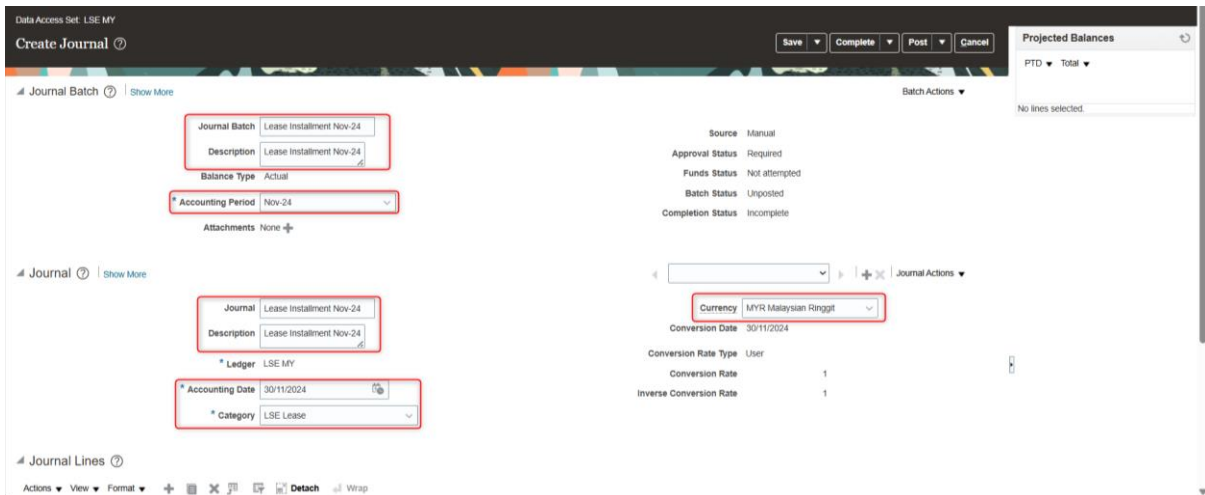 Data Access Set: LSE MY
Create Journal
Save Complete Post Cancel
Projected Balances
PTD Total
No lines selected.
Journal Batch Show More
Batch Actions
Journal Batch Lease Installment Nov-24
Description Lease Installment Nov-24
Balance Type Actual
* Accounting Period Nov-24
Attachments None
Source Manual
Approval Status Required
Funds Status Not attempted
Batch Status Unposted
Completion Status Incomplete
Journal Show More
Journal Actions
Journal Lease Installment Nov-24
Description Lease Installment Nov-24
* Ledger LSE MY
* Accounting Date 30/11/2024
* Category LSE Lease
Currency MYR Malaysian Ringgit
Conversion Date 30/11/2024
Conversion Rate Type User
Conversion Rate 1
Inverse Conversion Rate 1
Journal Lines
Actions View Format Detach Wrap